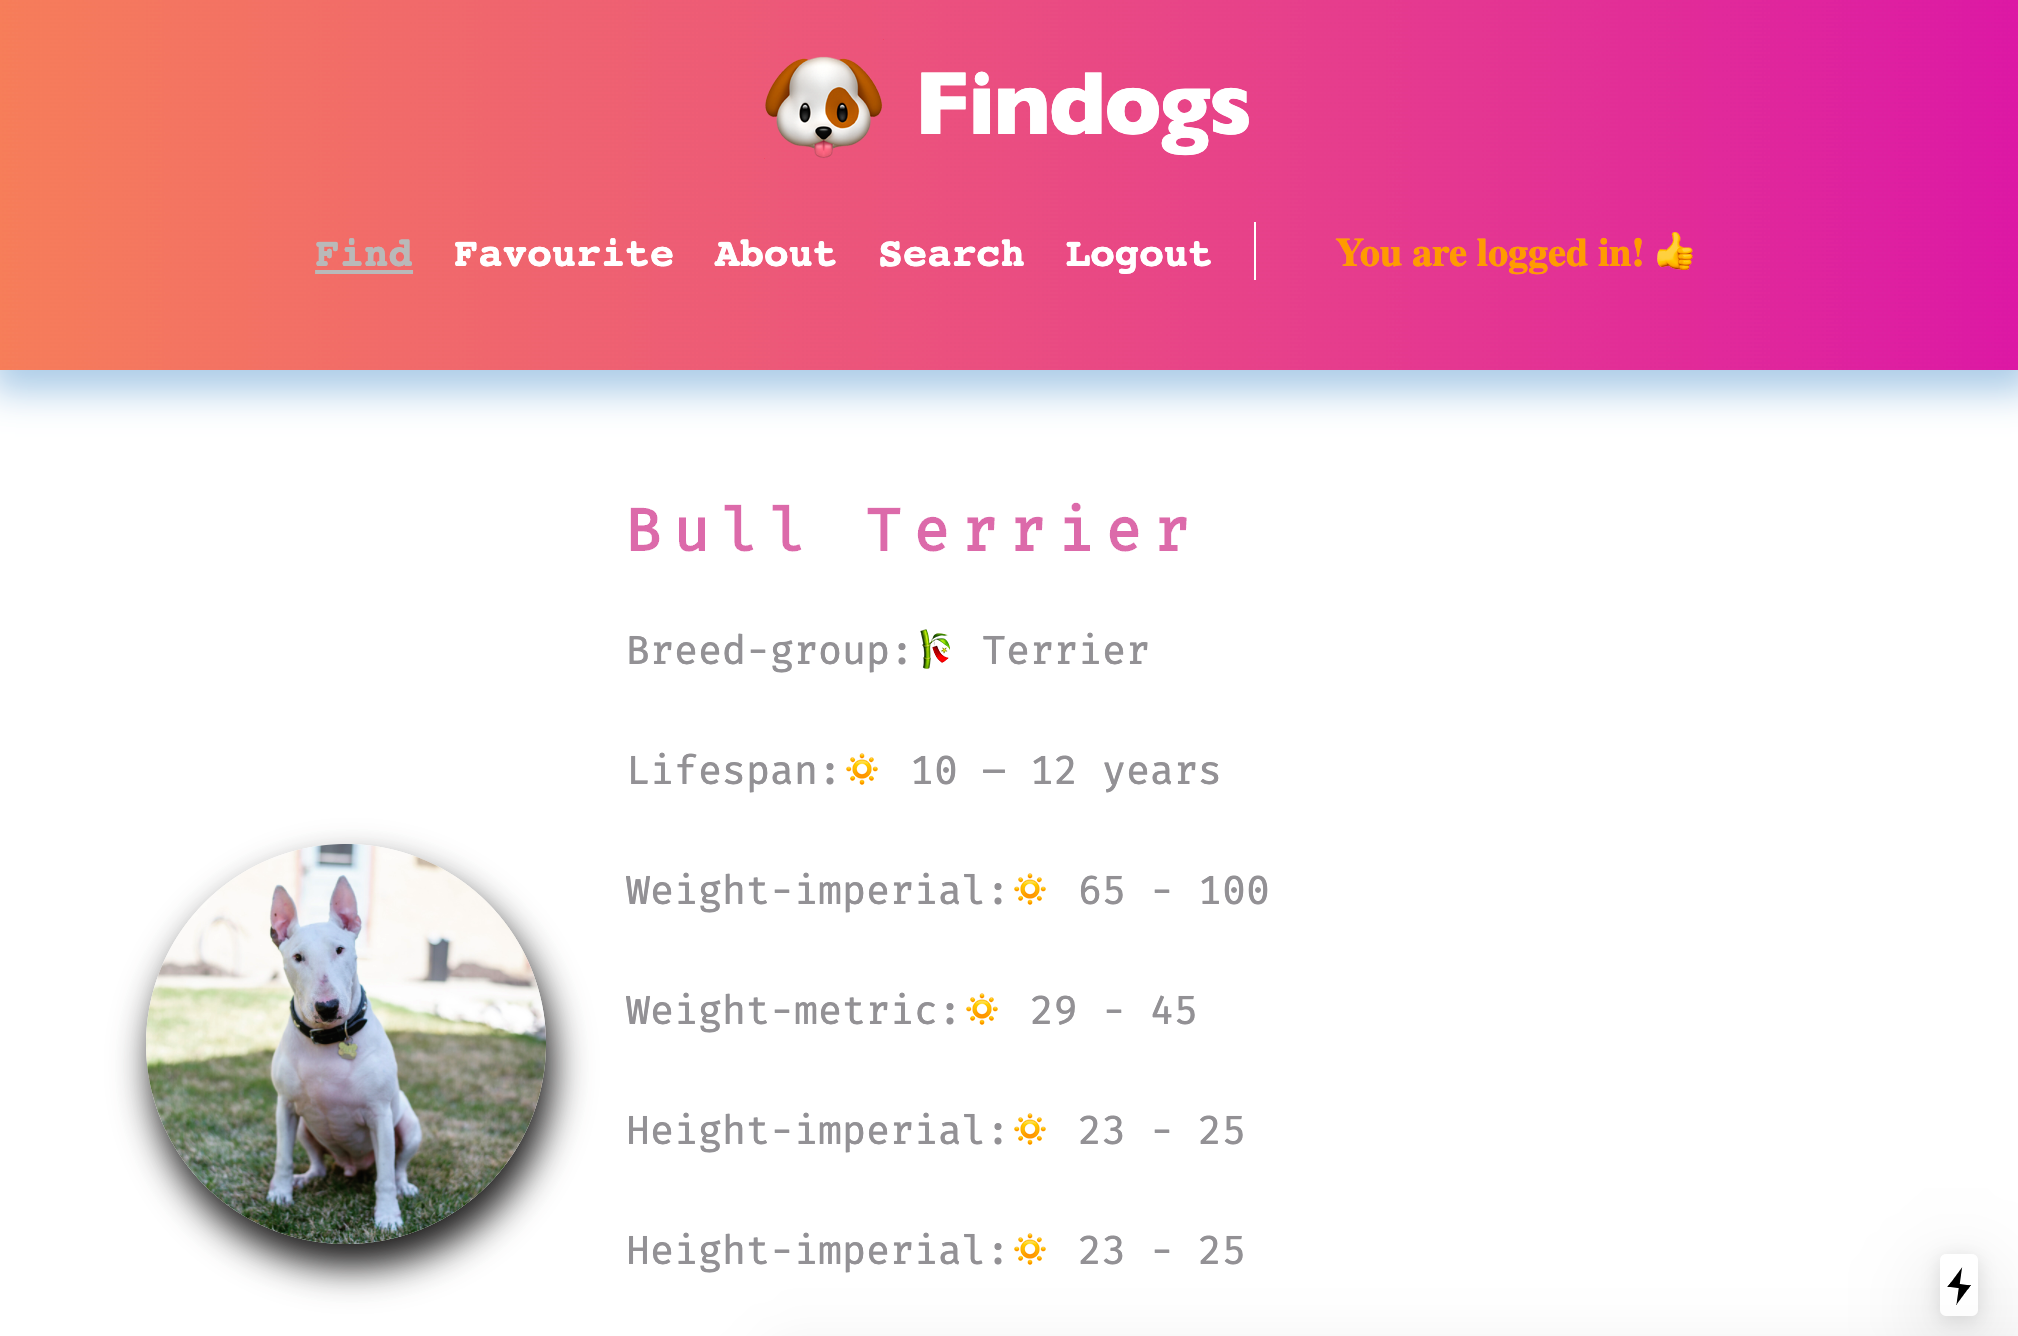 🐶 Findogs
Find Favourite About Search Logout You are logged in! 👍
Bull Terrier
Breed-group:🎋 Terrier
Lifespan:🔅 10 – 12 years
Weight-imperial:🔅 65 - 100
Weight-metric:🔅 29 - 45
Height-imperial:🔅 23 - 25
Height-imperial:🔅 23 - 25